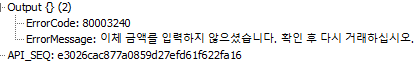 Output {} (2)
ErrorCode: 80003240
ErrorMessage: 이체 금액를 입력하지 않으셨습니다. 확인 후 다시 거래하십시오.
API_SEQ: e3026cac877a0859d27efd61f622fa16